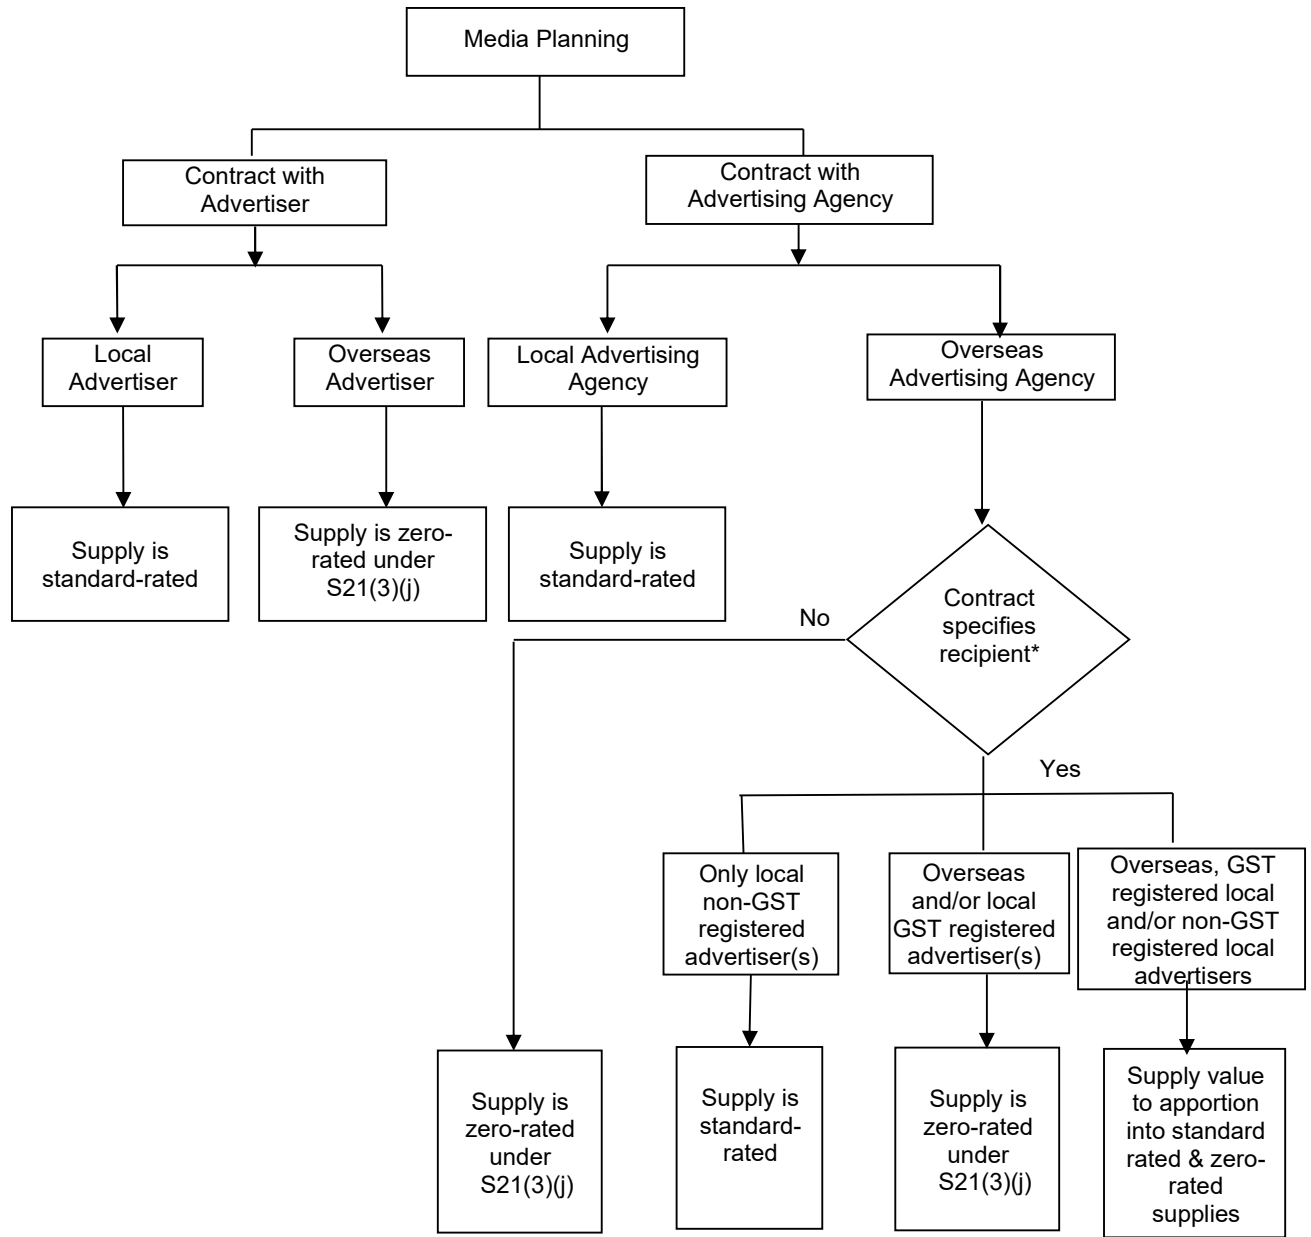 Media Planning
Contract with
Advertiser
Contract with
Advertising Agency
Local
Advertiser
Overseas
Advertiser
Local Advertising
Agency
Overseas
Advertising Agency
Supply is
standard-rated
Supply is zero-
rated under
S21(3)(j)
Supply is
standard-rated
Contract
specifies
recipient*
No
Yes
Only local
non-GST
registered
advertiser(s)
Overseas
and/or local
GST registered
advertiser(s)
Overseas, GST
registered local
and/or non-GST
registered local
advertisers
Supply is
zero-rated
under
S21(3)(j)
Supply is
standard-
rated
Supply is
zero-rated
under
S21(3)(j)
Supply value
to apportion
into standard
rated & zero-
rated
supplies